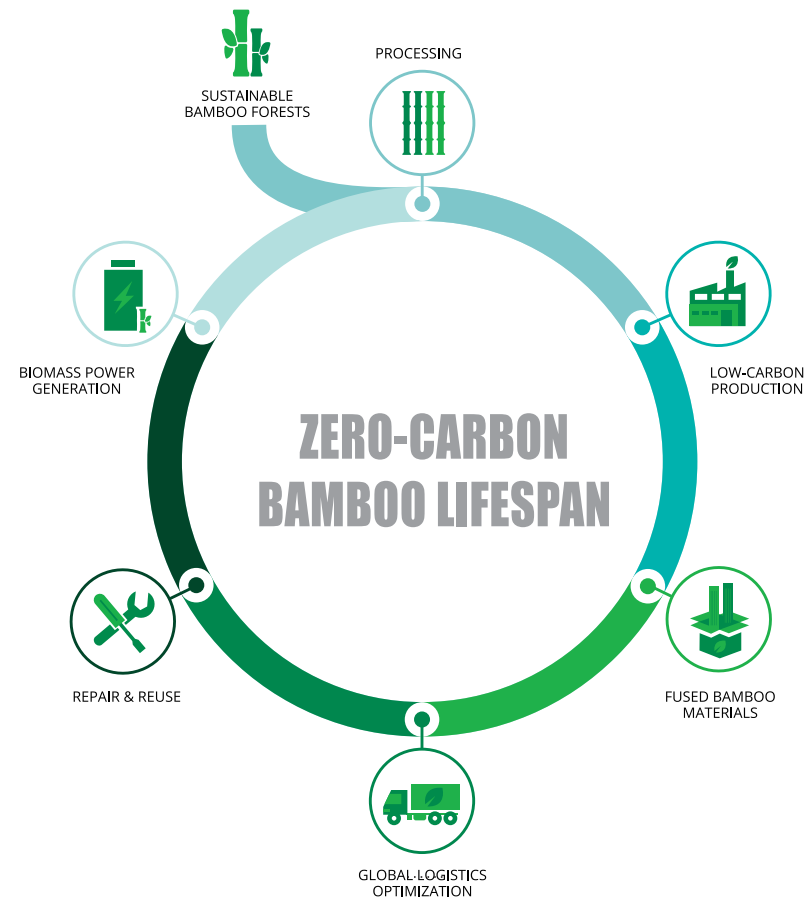 SUSTAINABLE
BAMBOO FORESTS
PROCESSING
LOW-CARBON
PRODUCTION
FUSED BAMBOO
MATERIALS
GLOBAL LOGISTICS
OPTIMIZATION
REPAIR & REUSE
BIOMASS POWER
GENERATION
ZERO-CARBON
BAMBOO LIFESPAN